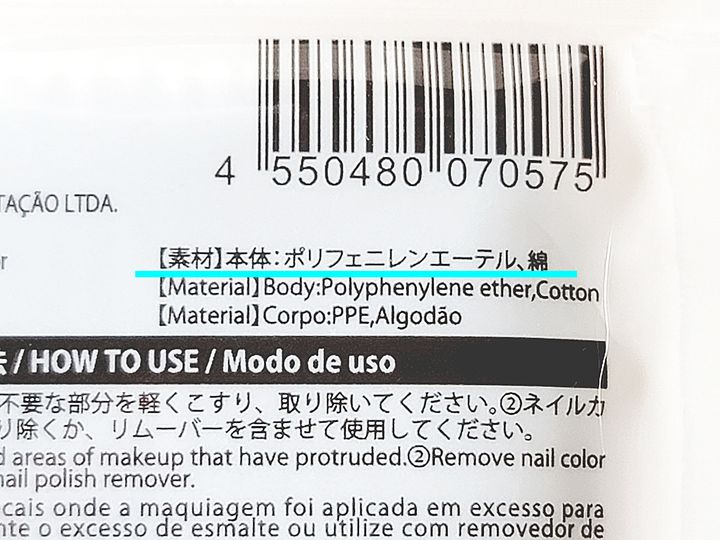 4 550480 070575
TAÇÃO LTDA.
【素材】本体：ポリフェニレンエーテル、綿
【Material】Body:Polyphenylene ether,Cotton
【Material】Corpo:PPE,Algodão
/ HOW TO USE / Modo de uso
不要な部分を軽くこすり、取り除いてください。②ネイルカ
り除くか、リムーバーを含ませて使用してください。
d areas of makeup that have protruded.②Remove nail color
nail polish remover.
cais onde a maquiagem foi aplicada em excesso para
nte o excesso de esmalte ou utilize com removedor de